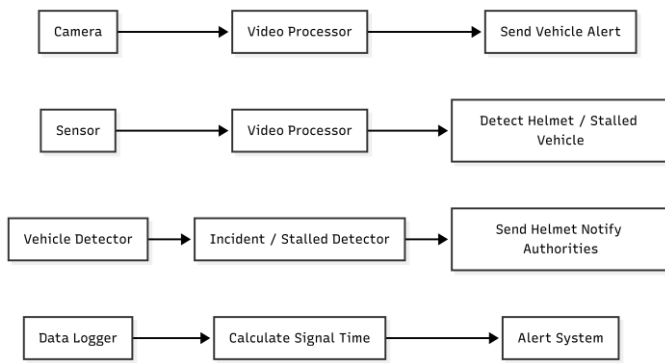 Camera
Video Processor
Send Vehicle Alert
Sensor
Video Processor
Detect Helmet / Stalled
Vehicle
Vehicle Detector
Incident / Stalled Detector
Send Helmet Notify
Authorities
Data Logger
Calculate Signal Time
Alert System